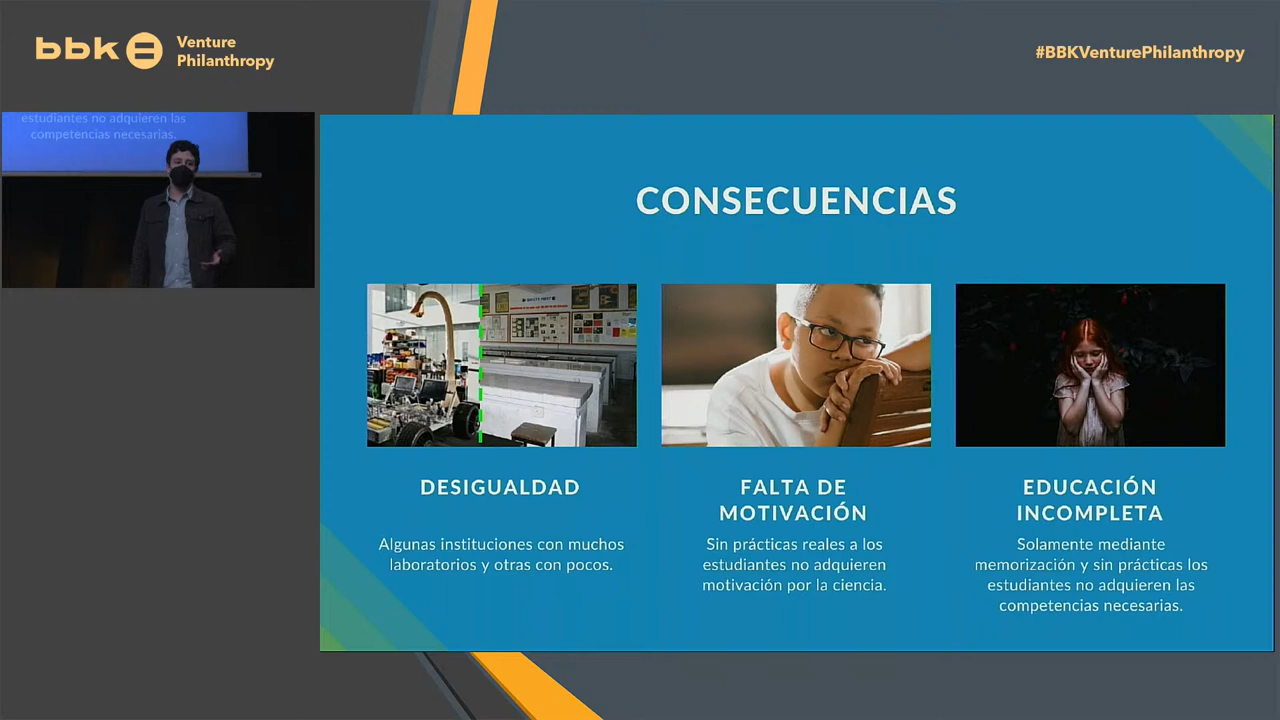 bbk
Venture
Philanthropy
#BBKVenturePhilanthropy
estudiantes no adquieren las
competencias necesarias.
CONSECUENCIAS
DESIGUALDAD
Algunas instituciones con muchos
laboratorios y otras con pocos.
FALTA DE
MOTIVACIÓN
Sin prácticas reales a los
estudiantes no adquieren
motivación por la ciencia.
EDUCACIÓN
INCOMPLETA
Solamente mediante
memorización y sin prácticas los
estudiantes no adquieren las
competencias necesarias.